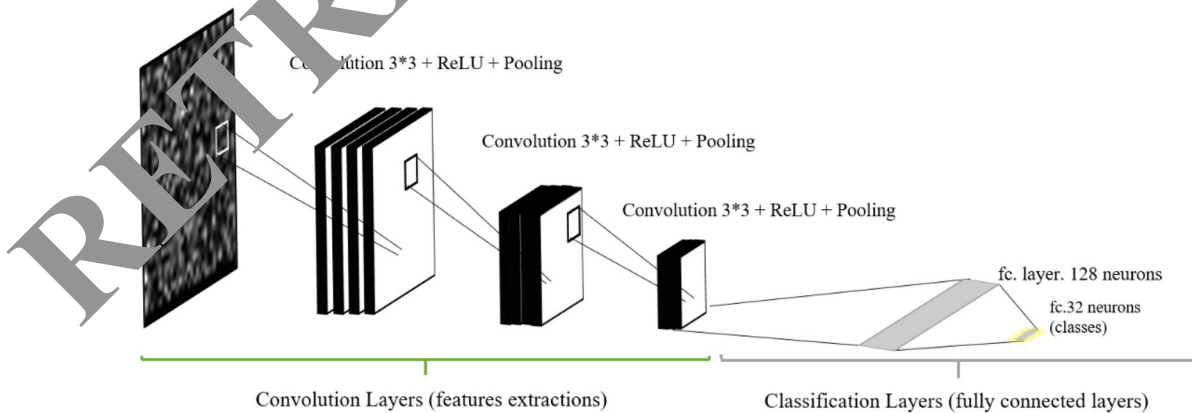 RETR
Convolution 3*3 + ReLU + Pooling
Convolution 3*3 + ReLU + Pooling
Convolution 3*3 + ReLU + Pooling
fc. layer. 128 neurons
fc.32 neurons
(classes)
Convolution Layers (features extractions)
Classification Layers (fully connected layers)